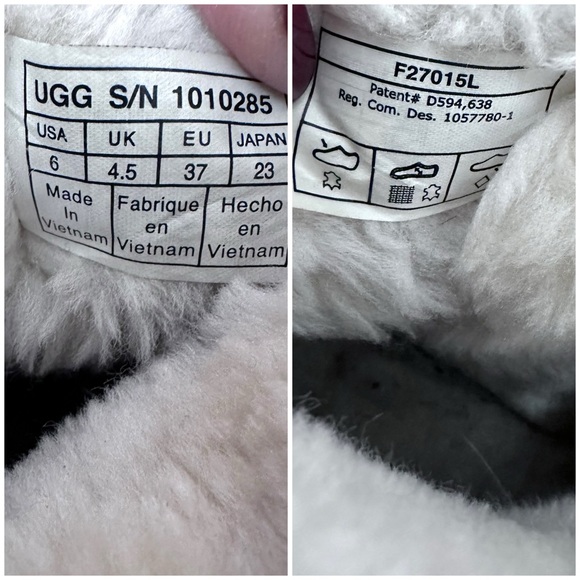 UGG S/N 1010285
USA UK EU JAPAN
6 4.5 37 23
Made Fabrique Hecho
In en en
Vietnam Vietnam Vietnam
F27015L
Patent# D594,638
Reg. Com. Des. 1057780-1